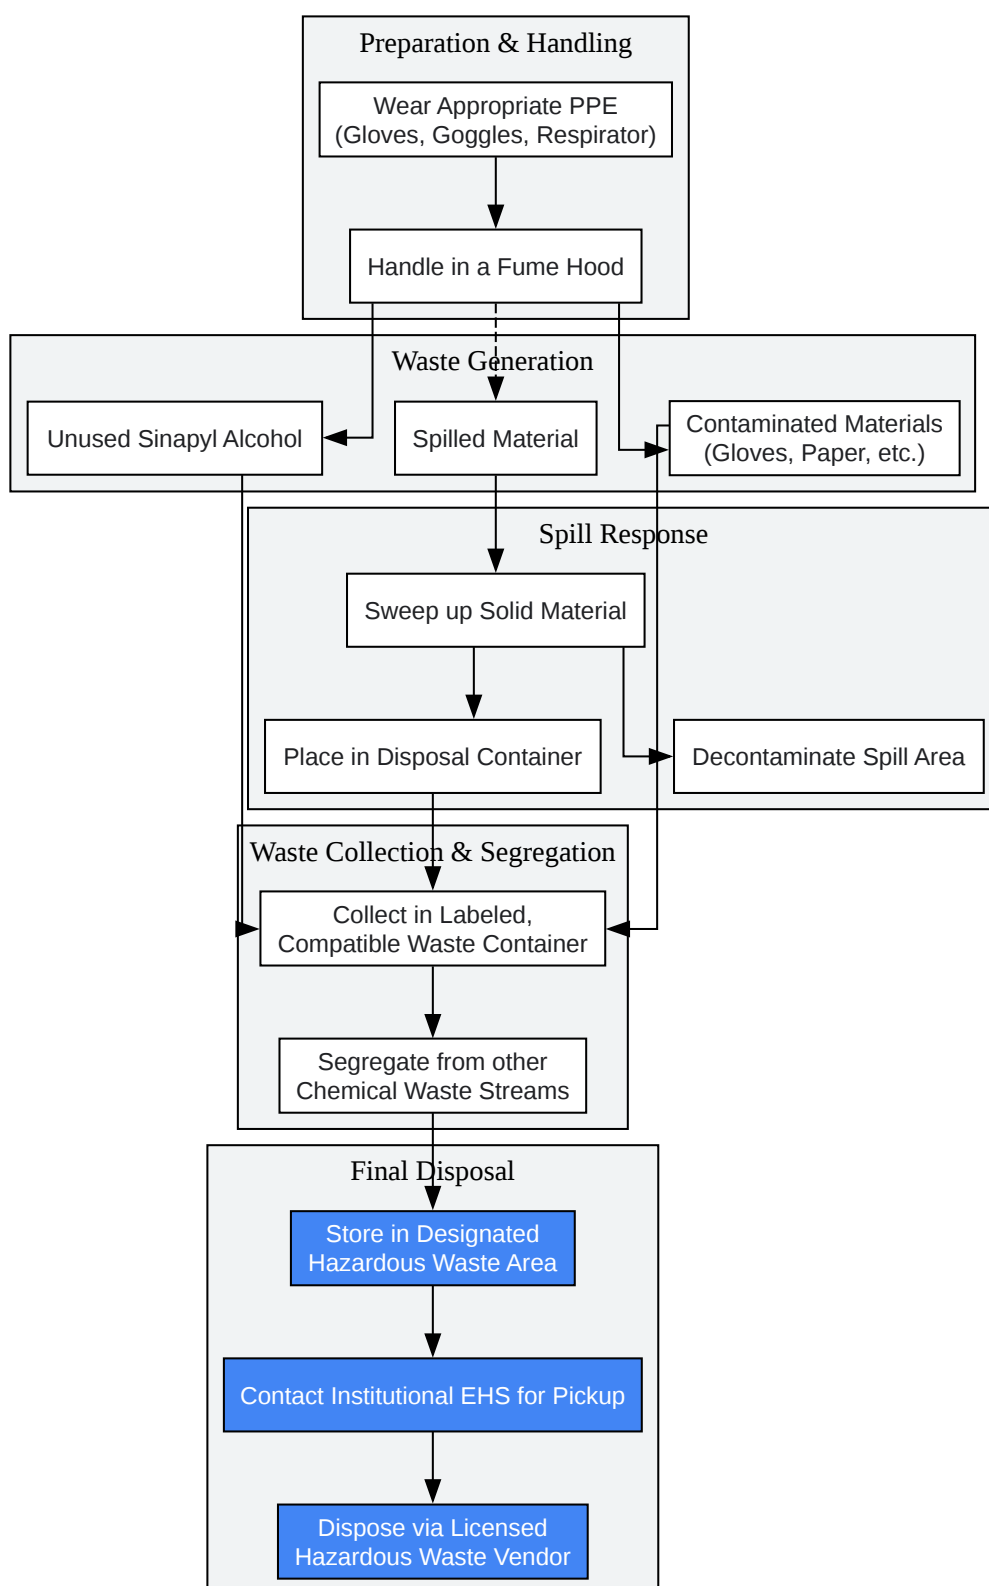 Preparation & Handling
Wear Appropriate PPE
(Gloves, Goggles, Respirator)
Handle in a Fume Hood
Waste Generation
Unused Sinapyl Alcohol
Spilled Material
Contaminated Materials
(Gloves, Paper, etc.)
Spill Response
Sweep up Solid Material
Place in Disposal Container
Decontaminate Spill Area
Waste Collection & Segregation
Collect in Labeled,
Compatible Waste Container
Segregate from other
Chemical Waste Streams
Final Disposal
Store in Designated
Hazardous Waste Area
Contact Institutional EHS for Pickup
Dispose via Licensed
Hazardous Waste Vendor